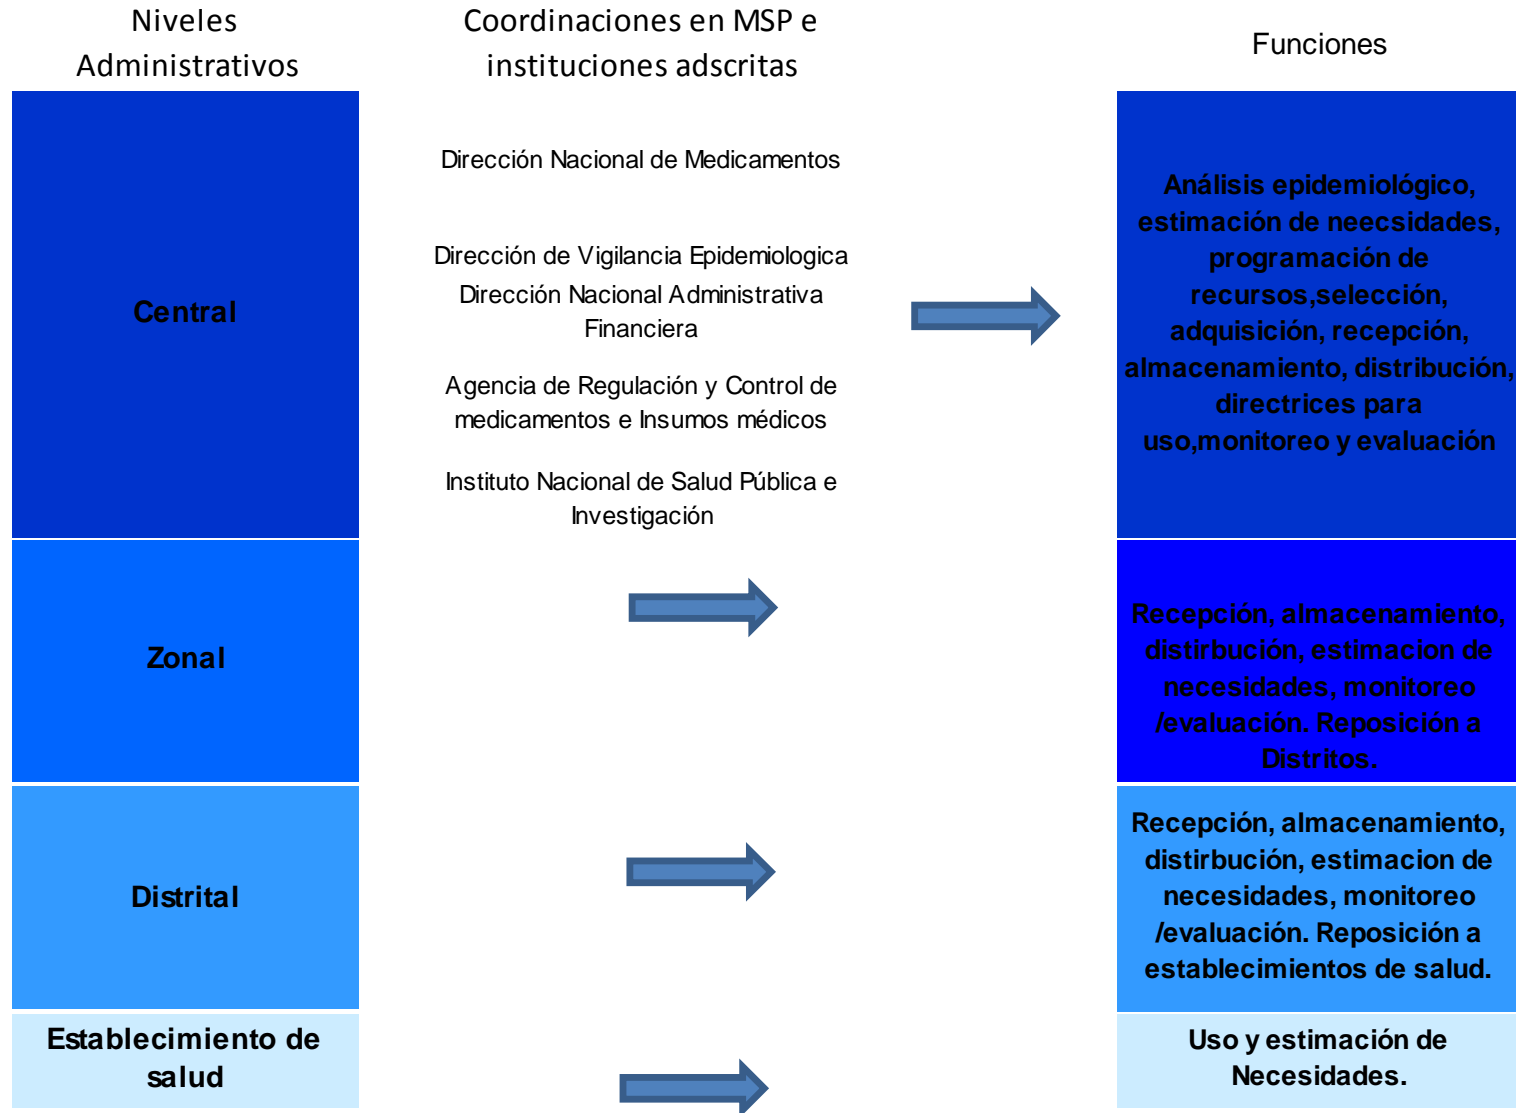 Niveles
Administrativos
Coordinaciones en MSP e
instituciones adscritas
Funciones
Central
Dirección Nacional de Medicamentos
Dirección de Vigilancia Epidemiologica
Dirección Nacional Administrativa
Financiera
Agencia de Regulación y Control de
medicamentos e Insumos médicos
Instituto Nacional de Salud Pública e
Investigación
Análisis epidemiológico,
estimación de neecsidades,
programación de
recursos,selección,
adquisición, recepción,
almacenamiento, distribución,
directrices para
uso,monitoreo y evaluación
Zonal
Recepción, almacenamiento,
distirbución, estimacion de
necesidades, monitoreo
/evaluación. Reposición a
Distritos.
Distrital
Recepción, almacenamiento,
distirbución, estimacion de
necesidades, monitoreo
/evaluación. Reposición a
establecimientos de salud.
Establecimiento de
salud
Uso y estimación de
Necesidades.